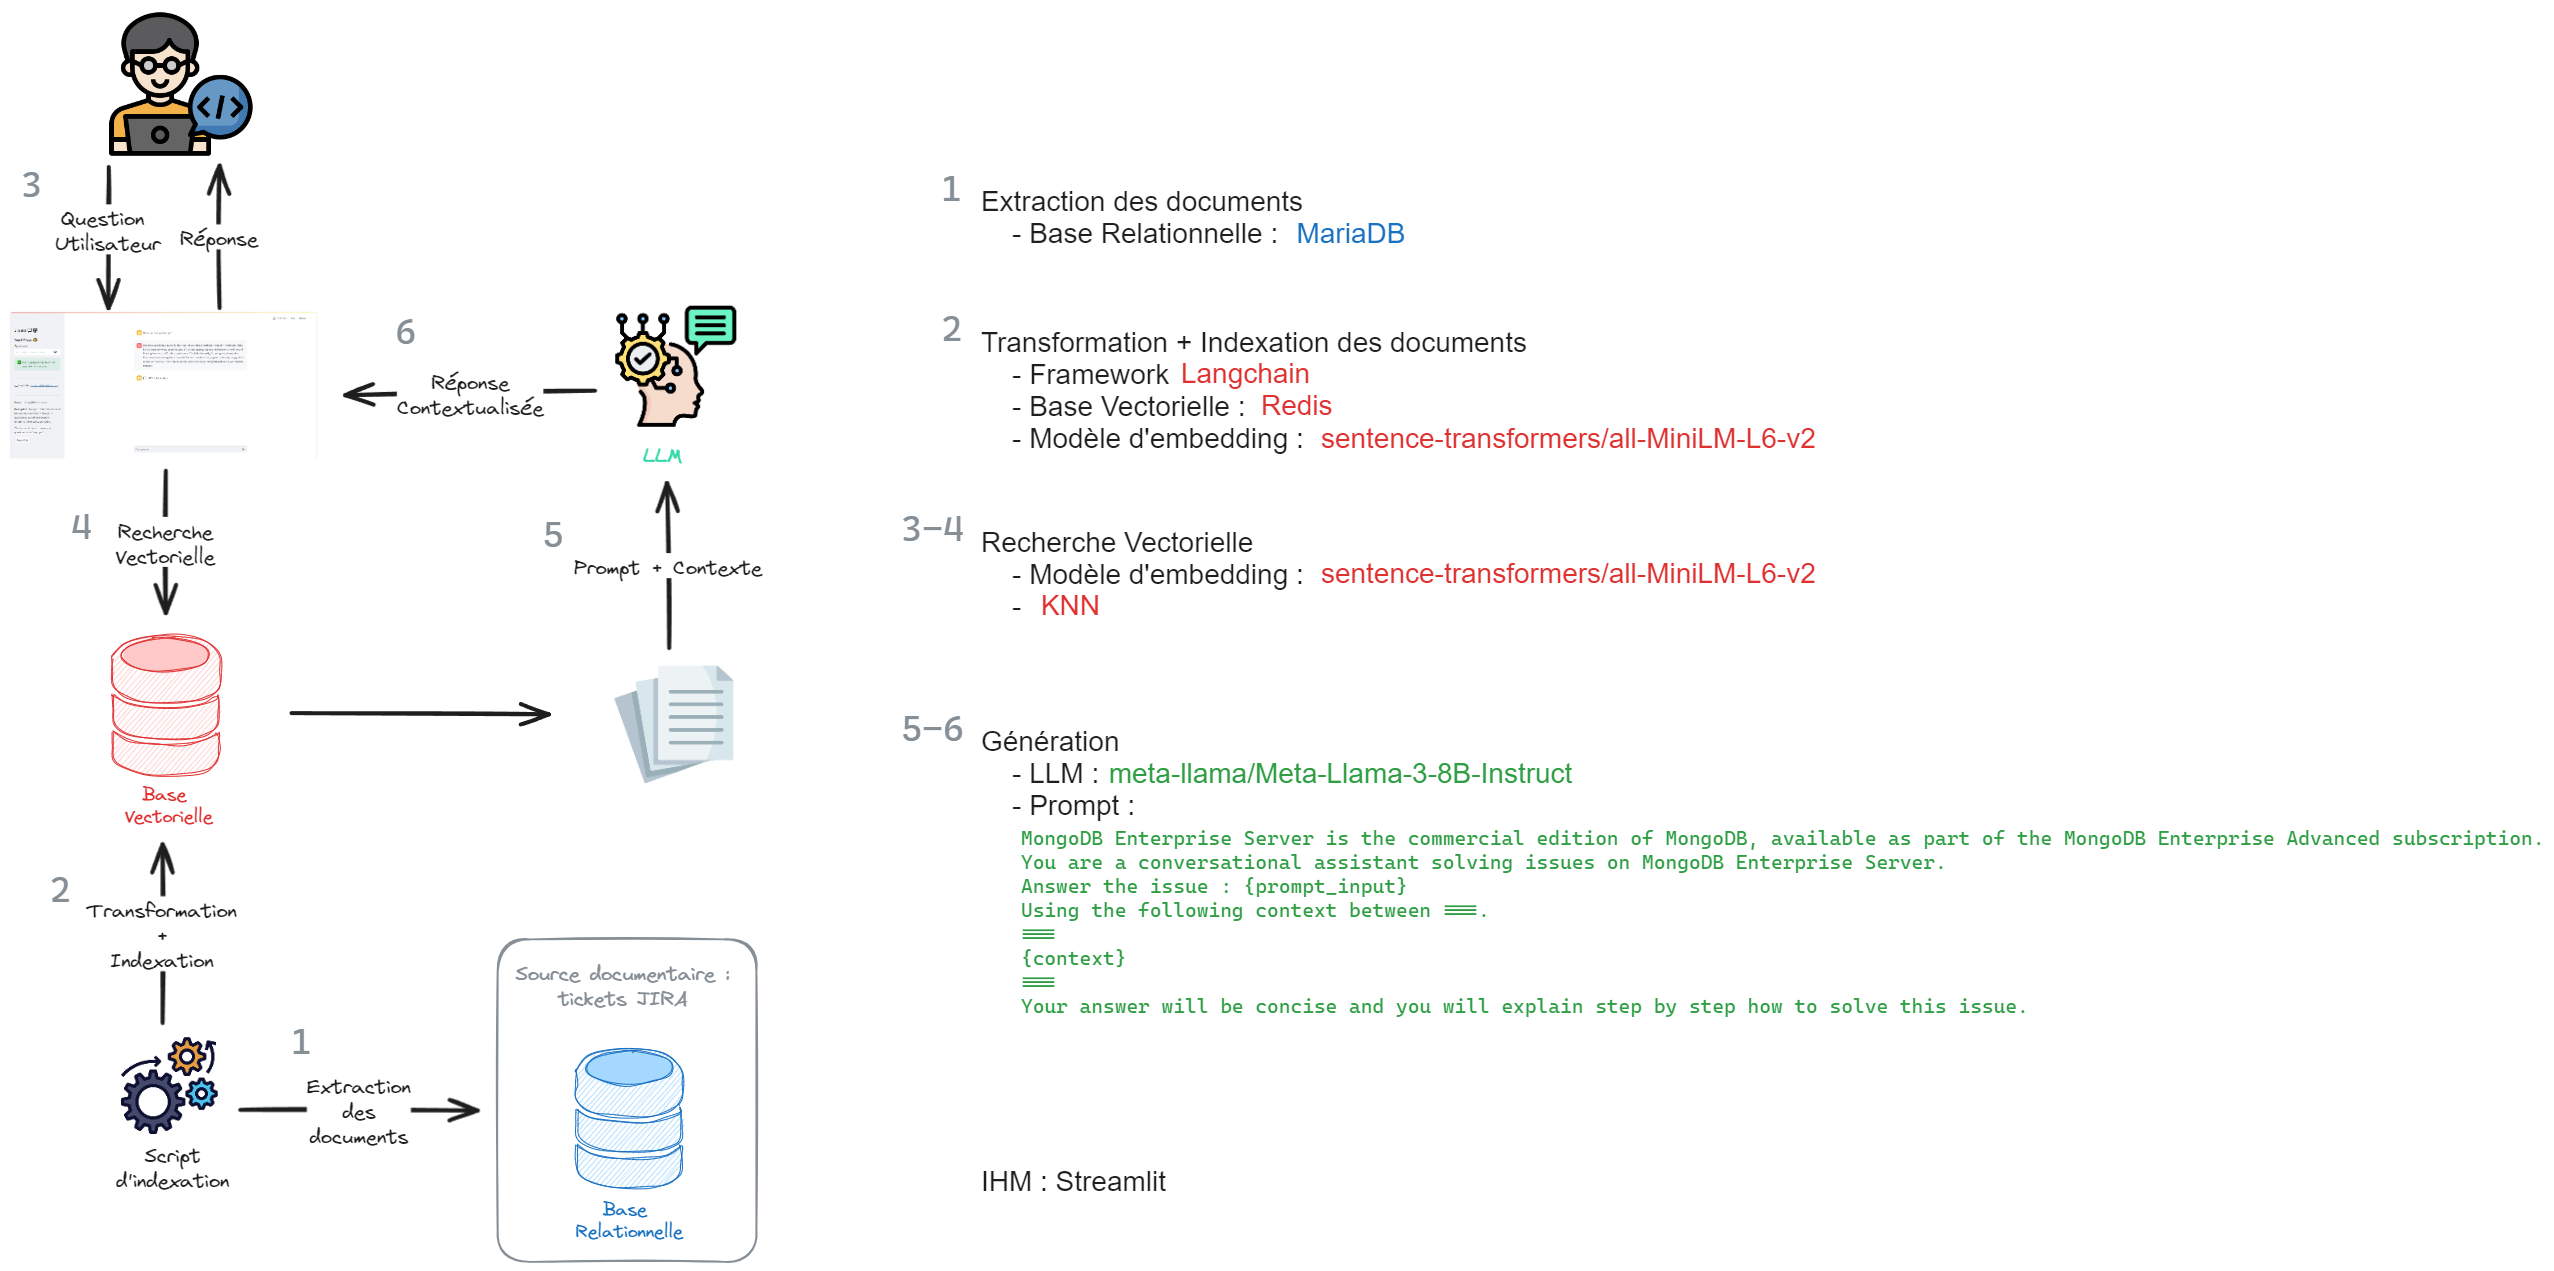 3
Question
Utilisateur
Réponse
6
Réponse
Contextualisée
LLM
4
Recherche
Vectorielle
5
Prompt + Contexte
Base
Vectorielle
2
Transformation
+
Indexation
1
Extraction
des
documents
Script
d'indexation
Source documentaire :
tickets JIRA
Base
Relationnelle
1
Extraction des documents
- Base Relationnelle : MariaDB
2
Transformation + Indexation des documents
- Framework Langchain
- Base Vectorielle : Redis
- Modèle d'embedding : sentence-transformers/all-MiniLM-L6-v2
3-4
Recherche Vectorielle
- Modèle d'embedding : sentence-transformers/all-MiniLM-L6-v2
- KNN
5-6
Génération
- LLM : meta-llama/Meta-Llama-3-8B-Instruct
- Prompt :
MongoDB Enterprise Server is the commercial edition of MongoDB, available as part of the MongoDB Enterprise Advanced subscription.
You are a conversational assistant solving issues on MongoDB Enterprise Server.
Answer the issue : {prompt_input}
Using the following context between ===.
===
{context}
===
Your answer will be concise and you will explain step by step how to solve this issue.
IHM : Streamlit